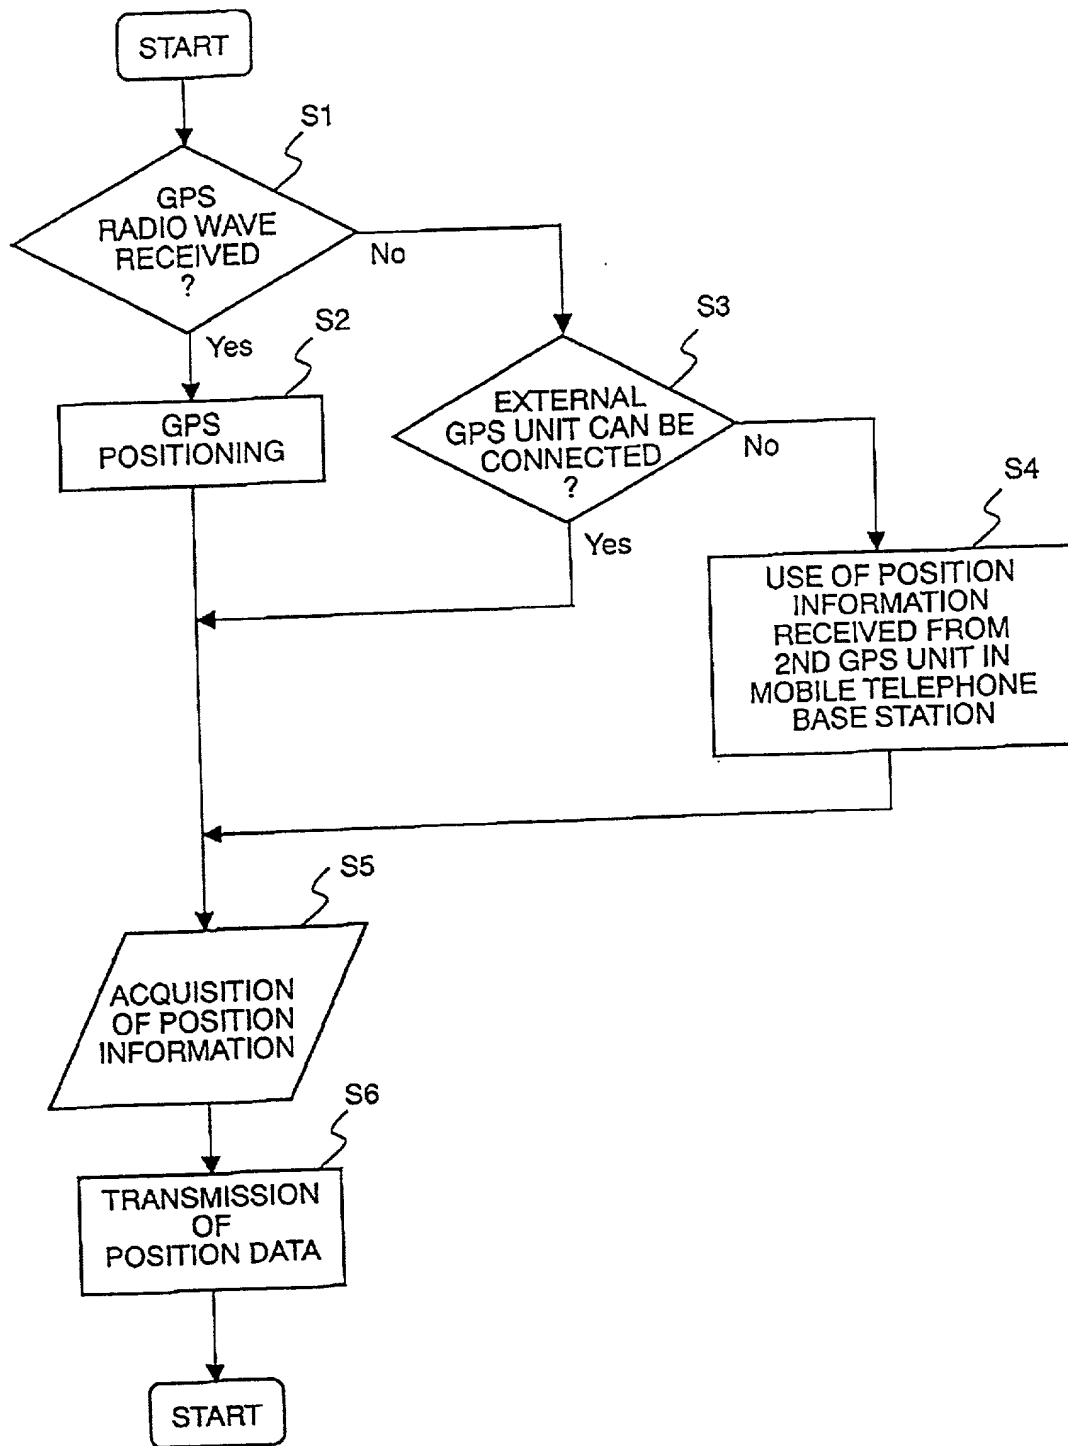 START
S1
GPS
RADIO WAVE
RECEIVED
?
No
Yes
S2
GPS
POSITIONING
S3
EXTERNAL
GPS UNIT CAN BE
CONNECTED
?
No
Yes
S4
USE OF POSITION
INFORMATION
RECEIVED FROM
2ND GPS UNIT IN
MOBILE TELEPHONE
BASE STATION
S5
ACQUISITION
OF POSITION
INFORMATION
S6
TRANSMISSION
OF
POSITION DATA
START